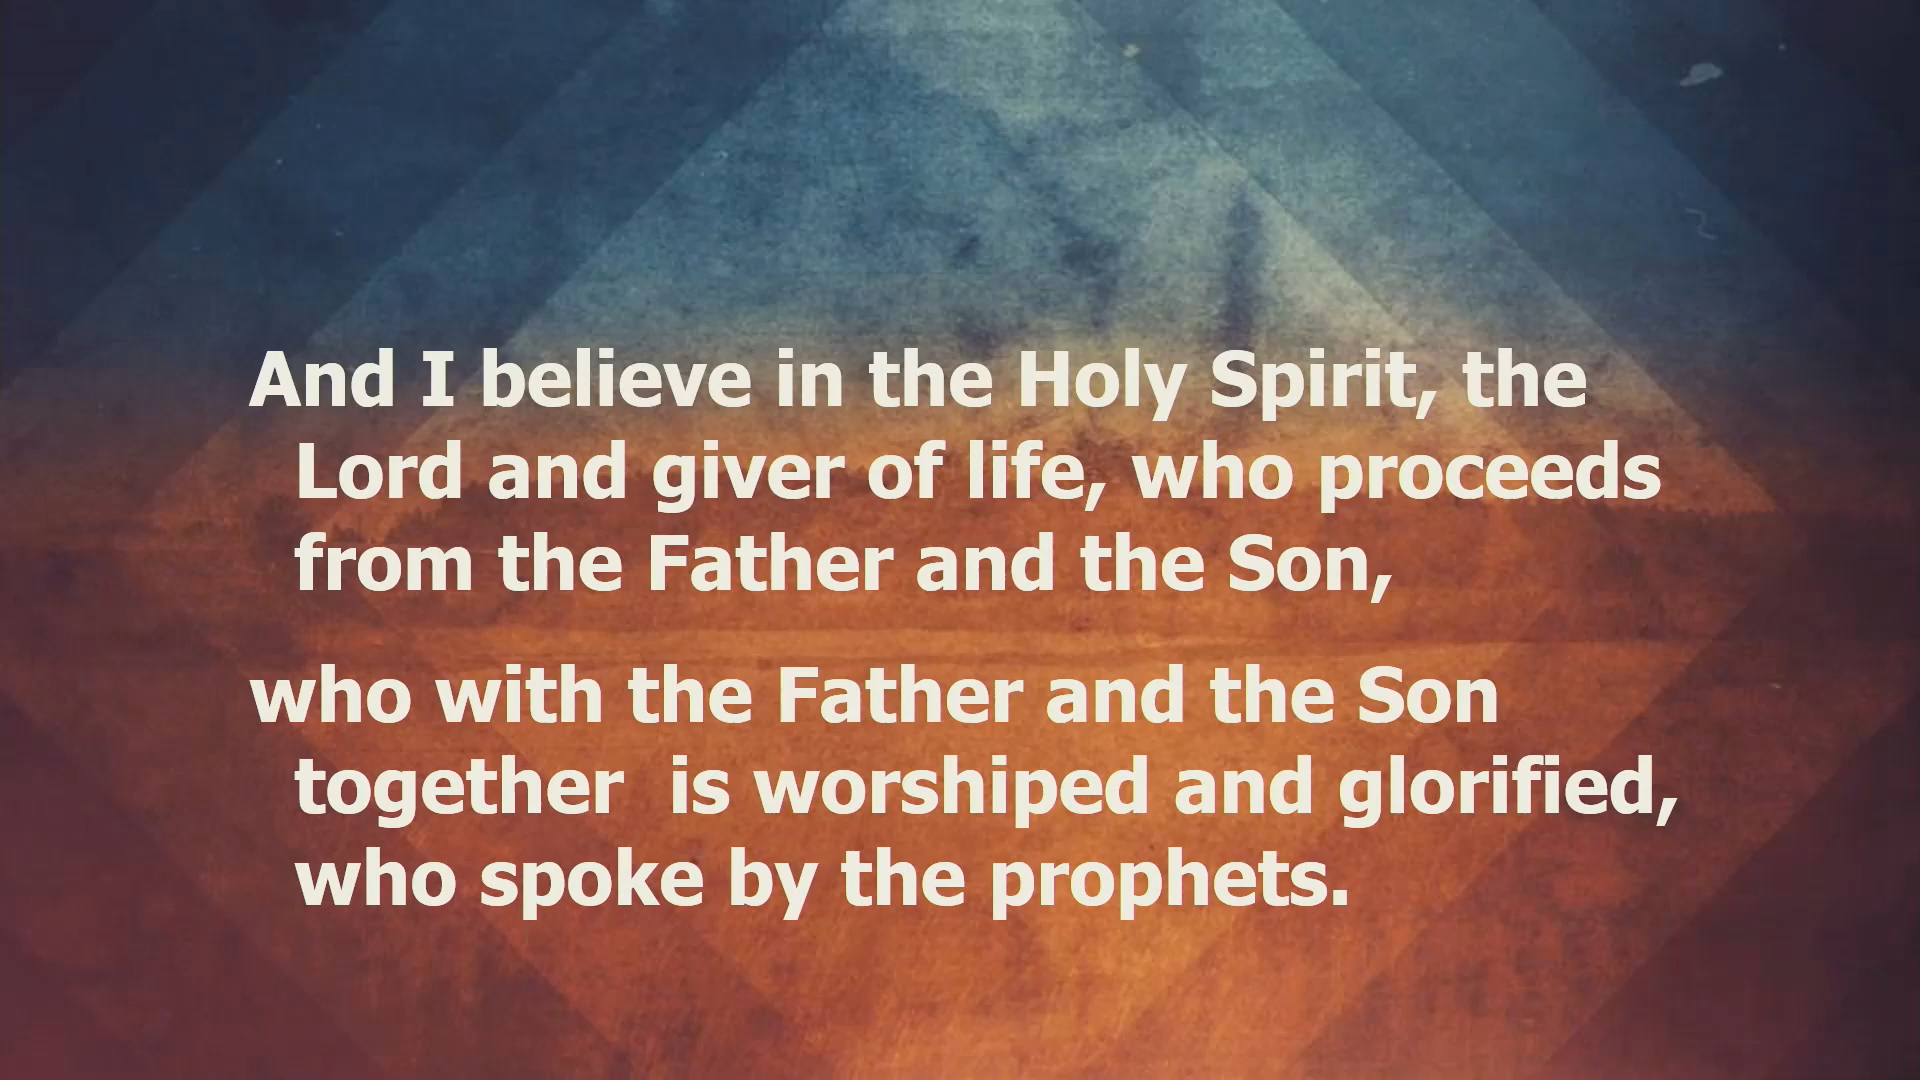 And I believe in the Holy Spirit, the
Lord and giver of life, who proceeds
from the Father and the Son,
who with the Father and the Son
together  is worshiped and glorified,
who spoke by the prophets.